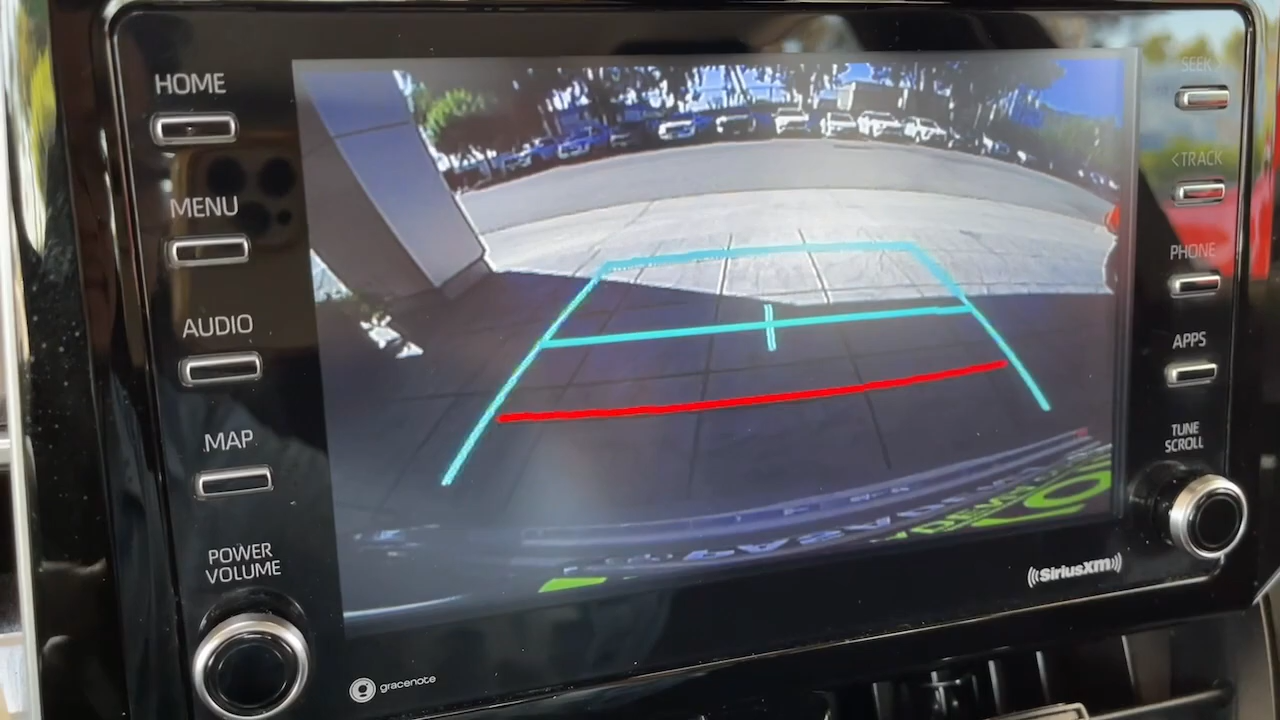 HOME
MENU
AUDIO
MAP
POWER
VOLUME
SEEK>
<TRACK
PHONE
APPS
TUNE
SCROLL
SiriusXM
gracenote